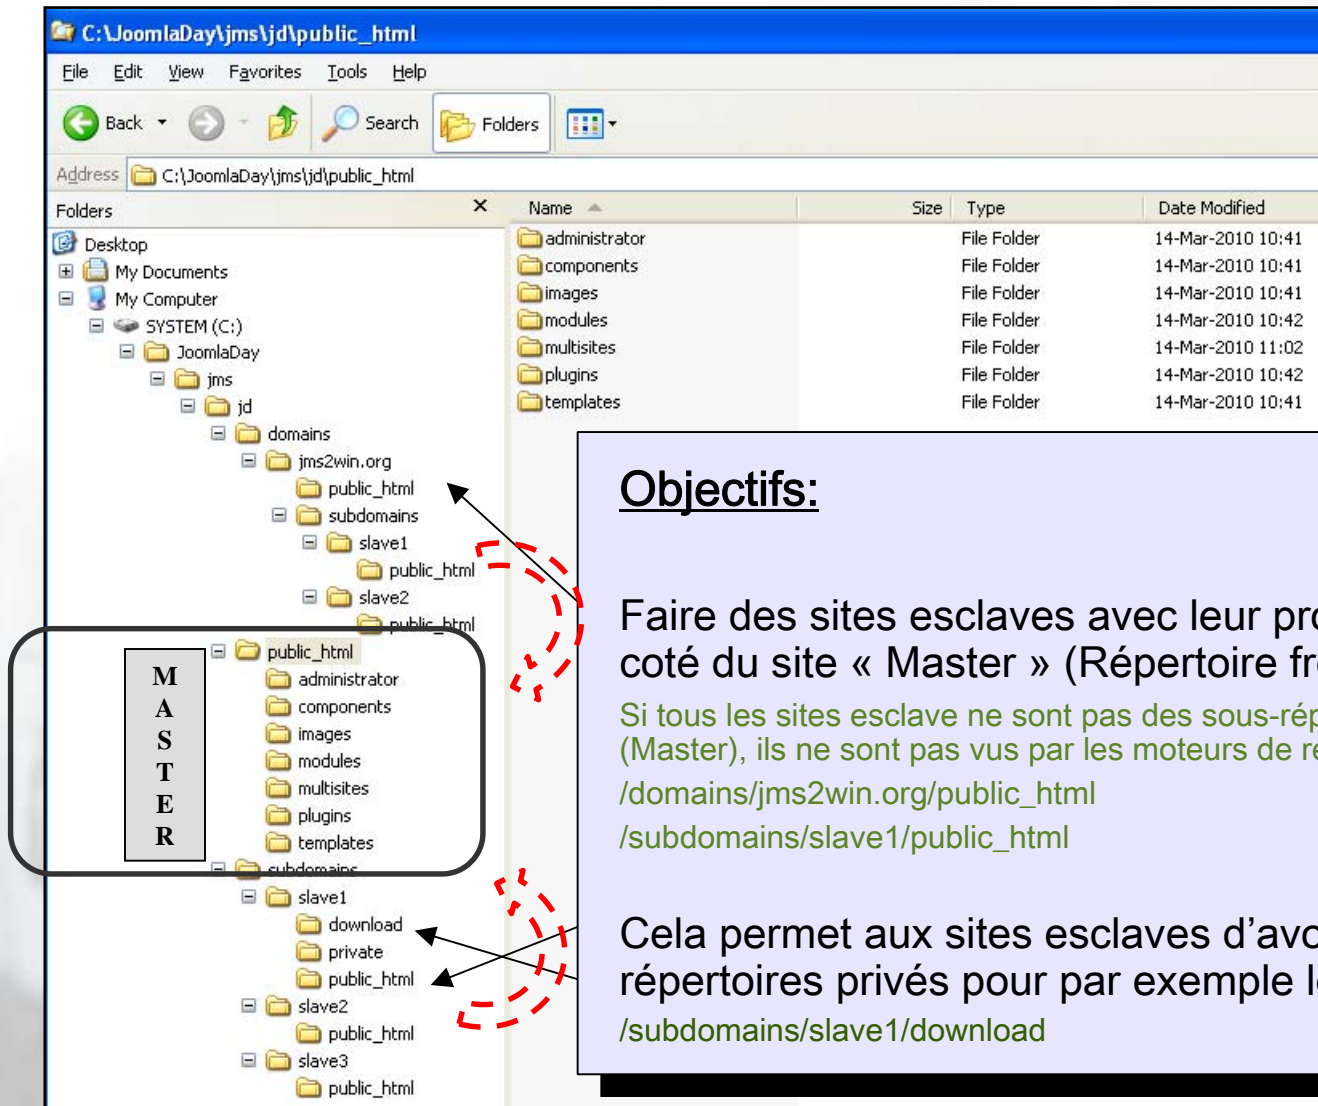 C:\JoomlaDay\jms\jd\public_html
File Edit View Favorites Tools Help
Back Search Folders
Address C:\JoomlaDay\jms\jd\public_html
Folders
Desktop
My Documents
My Computer
SYSTEM (C:)
JoomlaDay
jms
jd
domains
jms2win.org
public_html
subdomains
slave1
public_html
slave2
public_html
public_html
administrator
components
images
modules
multisites
plugins
templates
subdomains
slave1
download
private
public_html
slave2
public_html
slave3
public_html
MASTER
Name Size Type Date Modified
administrator File Folder 14-Mar-2010 10:41
components File Folder 14-Mar-2010 10:41
images File Folder 14-Mar-2010 10:41
modules File Folder 14-Mar-2010 10:42
multisites File Folder 14-Mar-2010 11:02
plugins File Folder 14-Mar-2010 10:42
templates File Folder 14-Mar-2010 10:41
Objectifs:
Faire des sites esclaves avec leur
coté du site « Master » (Répertoire
Si tous les sites esclave ne sont pas des
(Master), ils ne sont pas vus par les moteurs de
/domains/jms2win.org/public_html
/subdomains/slave1/public_html
Cela permet aux sites esclaves
répertoires privés pour par exemple
/subdomains/slave1/download